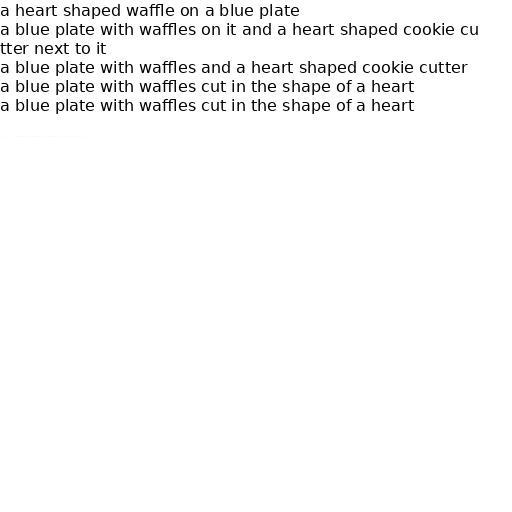 a heart shaped waffle on a blue plate
a blue plate with waffles on it and a heart shaped cookie cu
tter next to it
a blue plate with waffles and a heart shaped cookie cutter
a blue plate with waffles cut in the shape of a heart
a blue plate with waffles cut in the shape of a heart